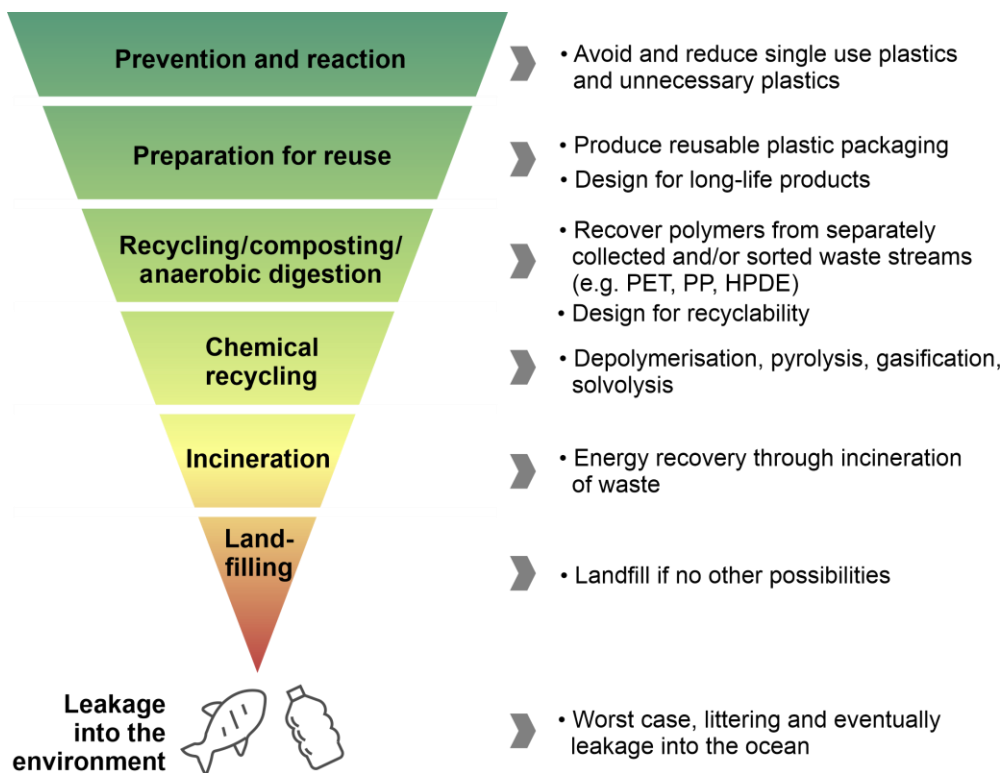 Prevention and reaction
• Avoid and reduce single use plastics
and unnecessary plastics
Preparation for reuse
• Produce reusable plastic packaging
• Design for long-life products
Recycling/composting/
anaerobic digestion
• Recover polymers from separately
collected and/or sorted waste streams
(e.g. PET, PP, HPDE)
• Design for recyclability
Chemical
recycling
• Depolymerisation, pyrolysis, gasification,
solvolysis
Incineration
• Energy recovery through incineration
of waste
Land-
filling
• Landfill if no other possibilities
Leakage
into the
environment
• Worst case, littering and eventually
leakage into the ocean